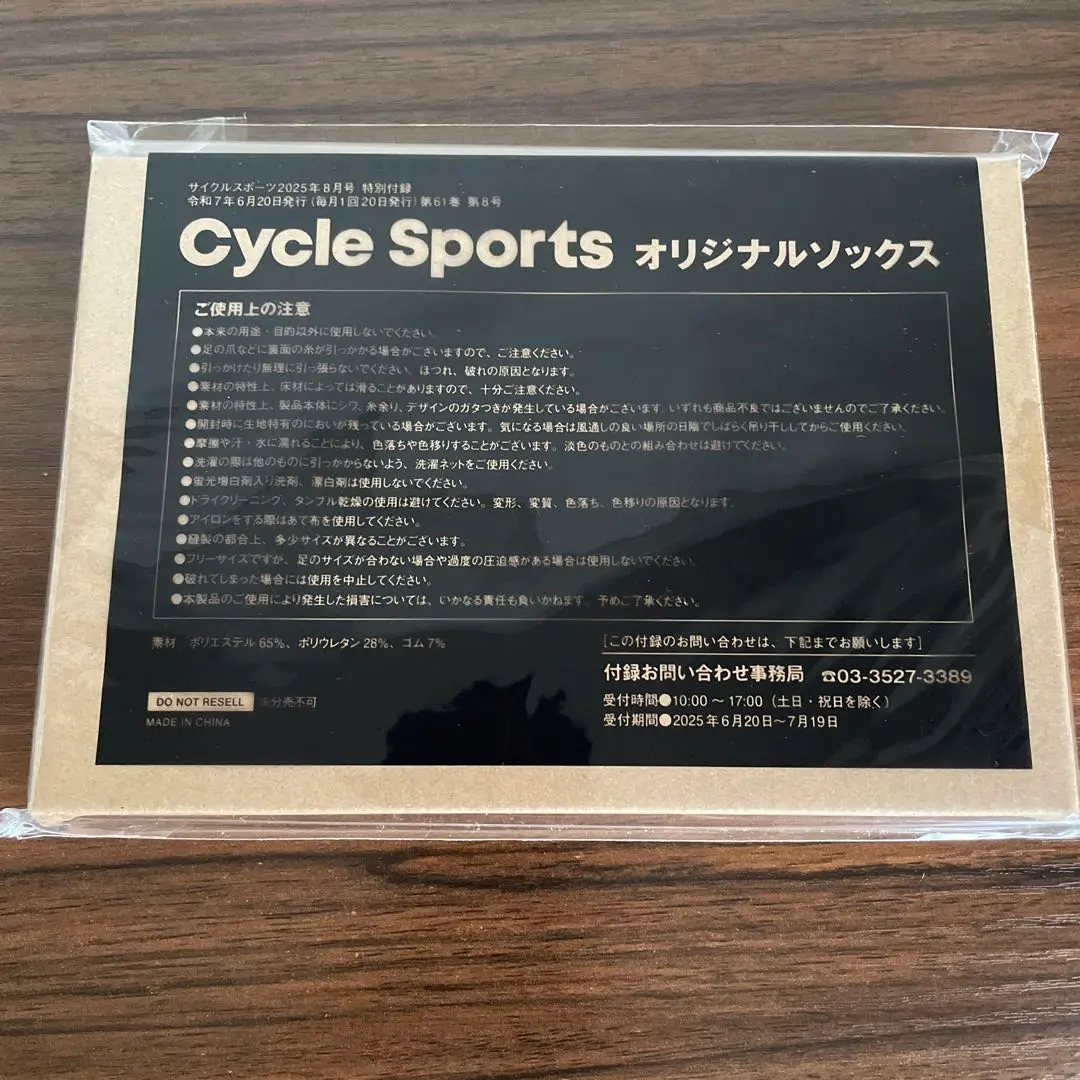 サイクルスポーツ2025年8月号 特別付録
令和7年6月20日発行(毎月1回20日発行)第61巻 第8号
Cycle Sports オリジナルソックス
ご使用上の注意
●本来の用途・目的以外に使用しないでください。
●足の爪などに裏面の糸が引っかかる場合がございますので、ご注意ください。
●引っかけたり無理に引っ張らないでください。ほつれ、破れの原因となります。
●素材の特性上、床材によっては滑ることがありますので、十分ご注意ください。
●素材の特性上、製品本体にシワ、糸余り、デザインのガタつきが発生している場合がございます。いずれも商品不良ではございませんのでご了承ください。
●開封時に生地特有のにおいが残っている場合がございます。気になる場合は風通しの良い場所の日陰でしばらく吊り干ししてからご使用ください。
●摩擦や汗・水に濡れることにより、色落ちや色移りすることがございます。淡色のものとの組み合わせは避けてください。
●洗濯の際は他のものに引っかからないよう、洗濯ネットをご使用ください。
●蛍光増白剤入り洗剤、漂白剤は使用しないでください。
●ドライクリーニング、タンブル乾燥の使用は避けてください。変形、変質、色落ち、色移りの原因となります。
●アイロンをする際はあて布を使用してください。
●縫製の都合上、多少サイズが異なることがございます。
●フリーサイズですが、足のサイズが合わない場合や過度の圧迫感がある場合は使用しないでください。
●破れてしまった場合には使用を中止してください。
●本製品のご使用により発生した損害については、いかなる責任も負いかねます。予めご了承ください。
素材 ポリエステル65%、ポリウレタン28%、ゴム7%
DO NOT RESELL ※分売不可
MADE IN CHINA
[この付録のお問い合わせは、下記までお願いします]
付録お問い合わせ事務局 ☎03-3527-3389
受付時間●10:00～17:00(土日・祝日を除く)
受付期間●2025年6月20日～7月19日